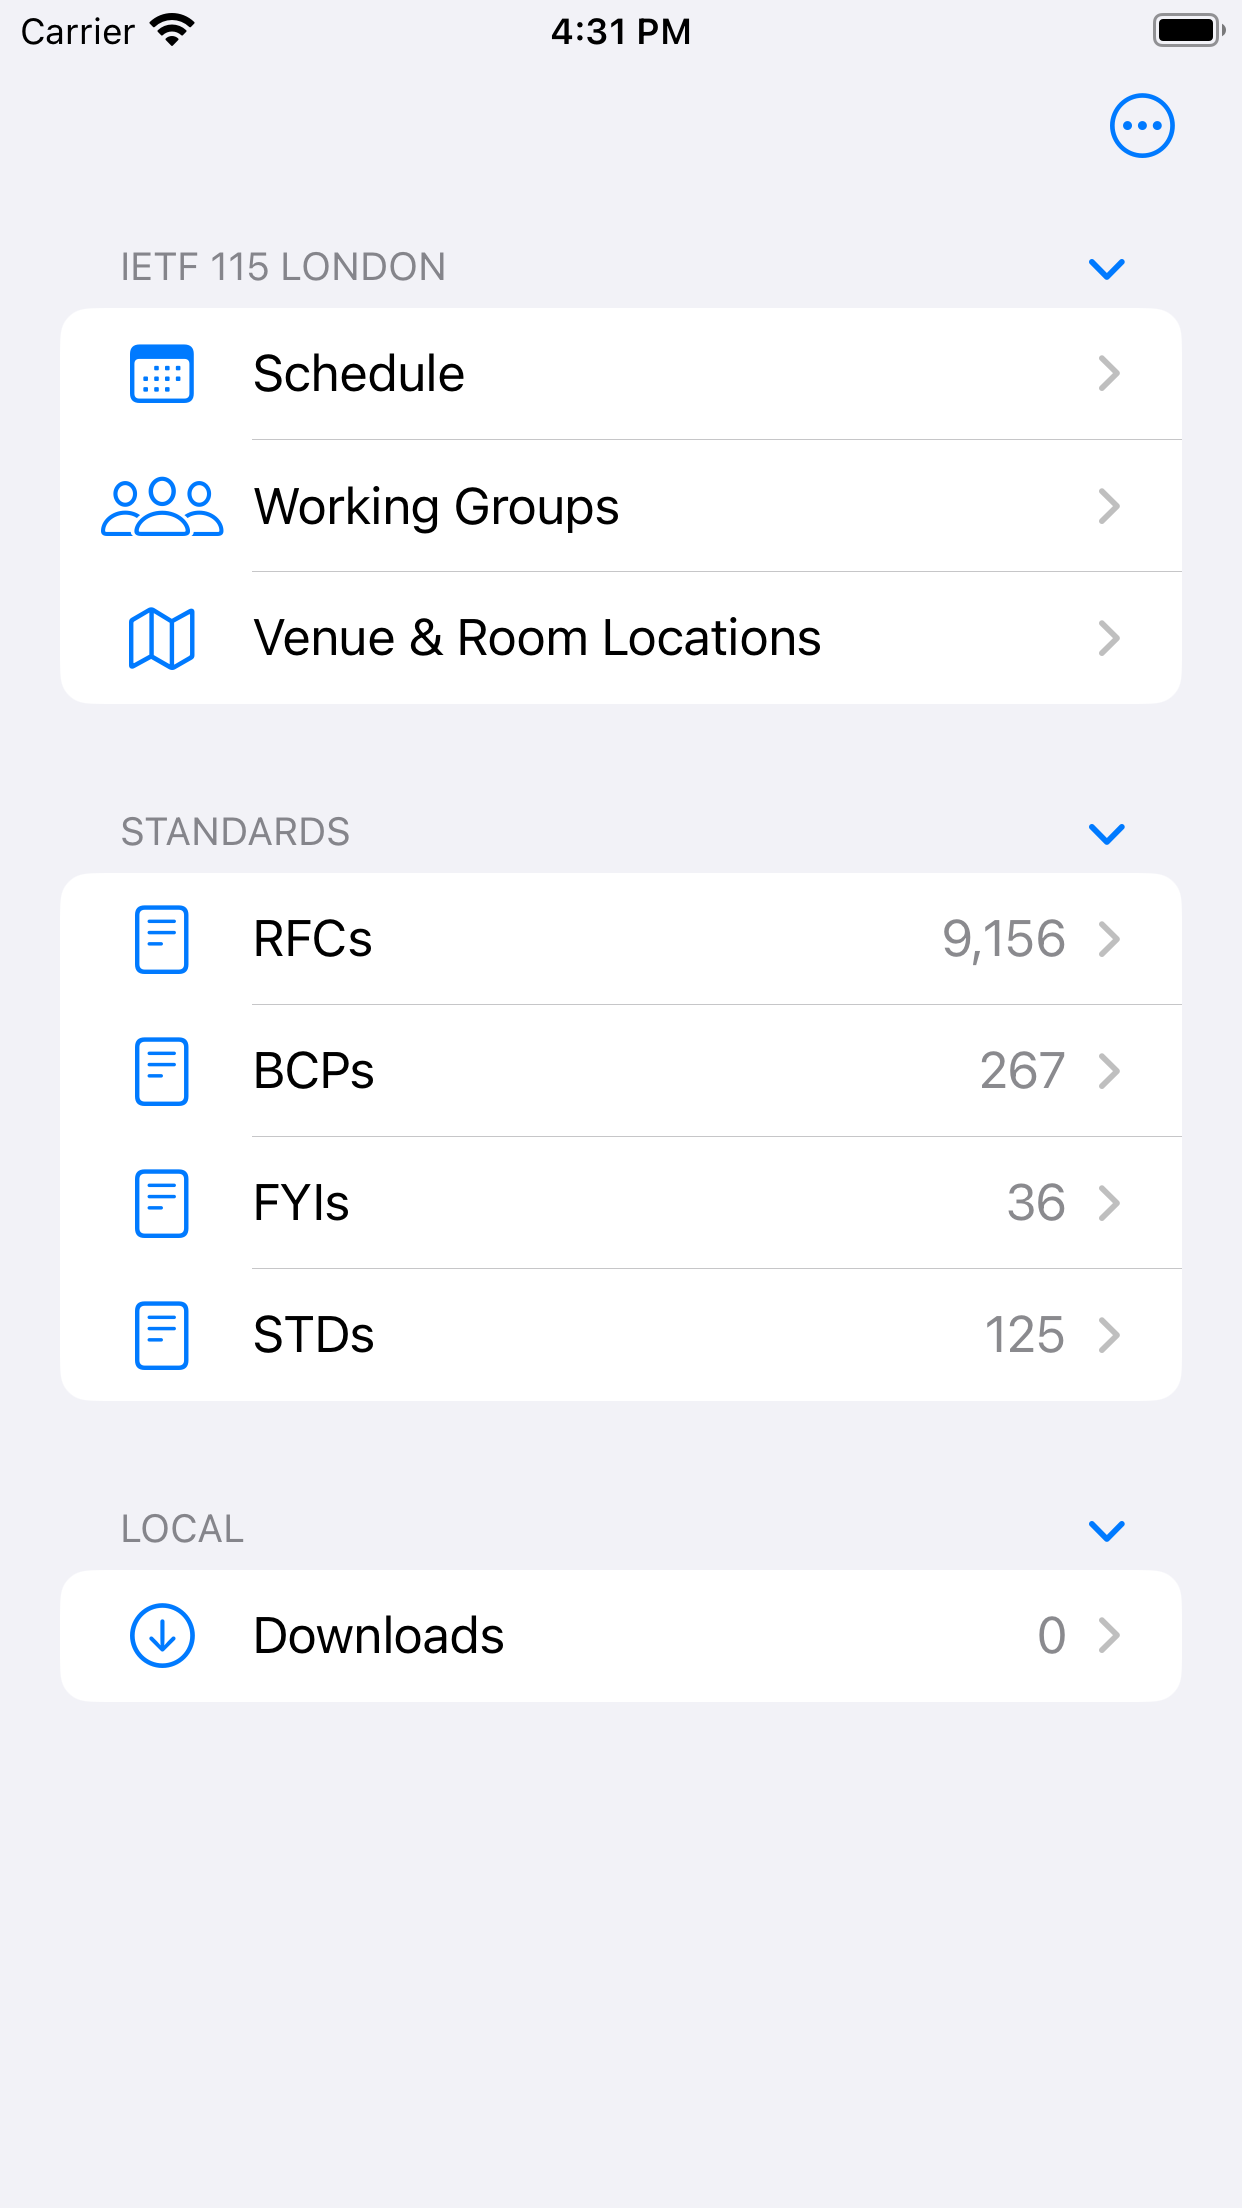 Carrier 4:31 PM
IETF 115 LONDON
Schedule
Working Groups
Venue & Room Locations
STANDARDS
RFCs 9,156
BCPs 267
FYIs 36
STDs 125
LOCAL
Downloads 0